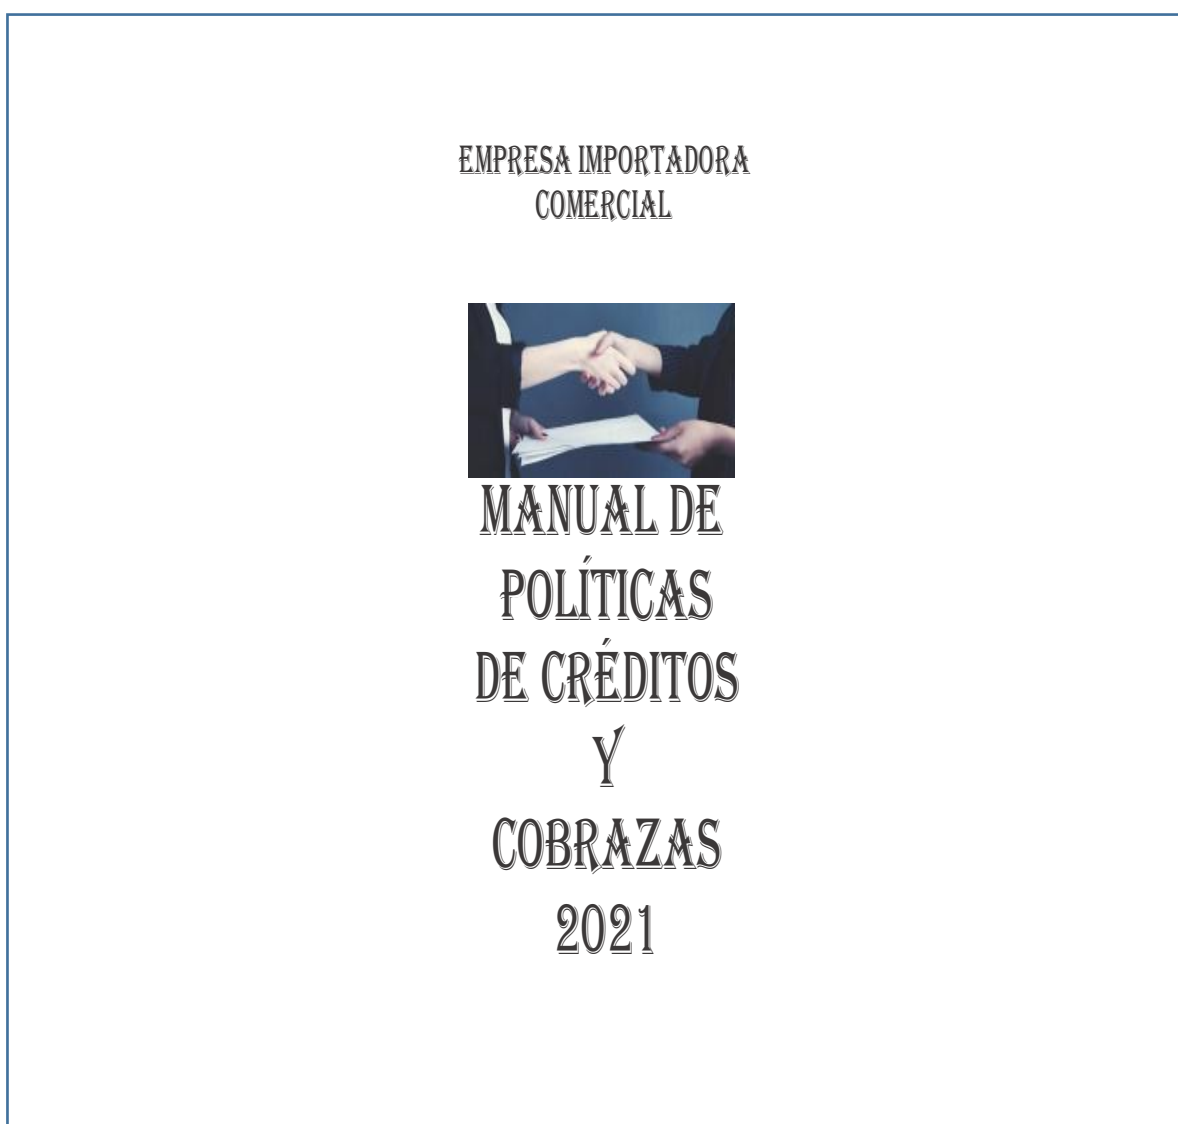 EMPRESA IMPORTADORA
COMERCIAL
MANUAL DE
POLÍTICAS
DE CRÉDITOS
Y
COBRAZAS
2021